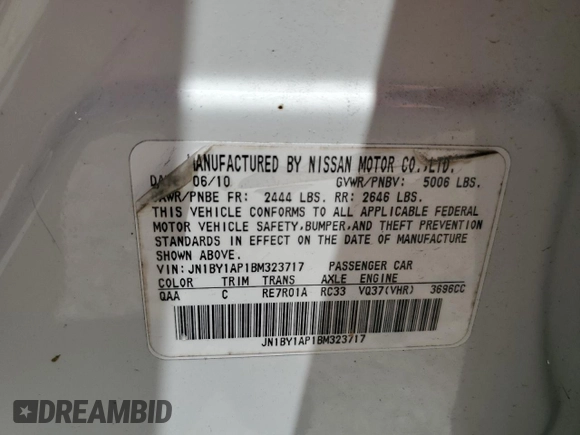 MANUFACTURED BY NISSAN MOTOR CO.,LTD.
06/10 GVWR/PNBV: 5006 LBS.
GAWR/PNBE FR: 2444 LBS. RR: 2646 LBS.
THIS VEHICLE CONFORMS TO ALL APPLICABLE FEDERAL
MOTOR VEHICLE SAFETY,BUMPER,AND THEFT PREVENTION
STANDARDS IN EFFECT ON THE DATE OF MANUFACTURE
SHOWN ABOVE.
VIN: JN1BY1AP1BM323717 PASSENGER CAR
COLOR TRIM TRANS AXLE ENGINE
QAA C RE7R01A RC33 VQ37(VHR) 3696CC
JN1BY1AP1BM323717
DREAMBID